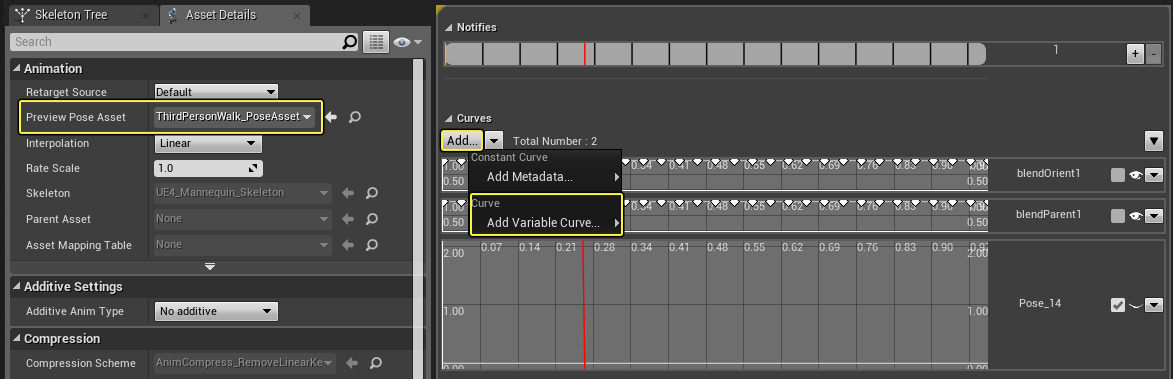 Skeleton Tree
Asset Details
Search
Animation
Retarget Source
Default
Preview Pose Asset
ThirdPersonWalk_PoseAsset
Interpolation
Linear
Rate Scale
1.0
Skeleton
UE4_Mannequin_Skeleton
Parent Asset
None
Asset Mapping Table
None
Additive Settings
Additive Anim Type
No additive
Compression
Compression Scheme
AnimCompress_RemoveLinearKe
Notifies
1
+
-
Curves
Add...
Total Number : 2
Constant Curve
Add Metadata...
Curve
Add Variable Curve...
1.00
0.34 0.41 0.48 0.55 0.62 0.69 0.76 0.83 0.90
1.00
0.50
0.50
blendOrient1
1.00
0.34 0.41 0.48 0.55 0.62 0.69 0.76 0.83 0.90
1.00
0.50
0.50
blendParent1
0.07 0.14 0.21 0.28 0.34 0.41 0.48 0.55 0.62 0.69 0.76 0.83 0.90 0.97
2.00
2.00
1.00
1.00
Pose_14
0.00
0.00